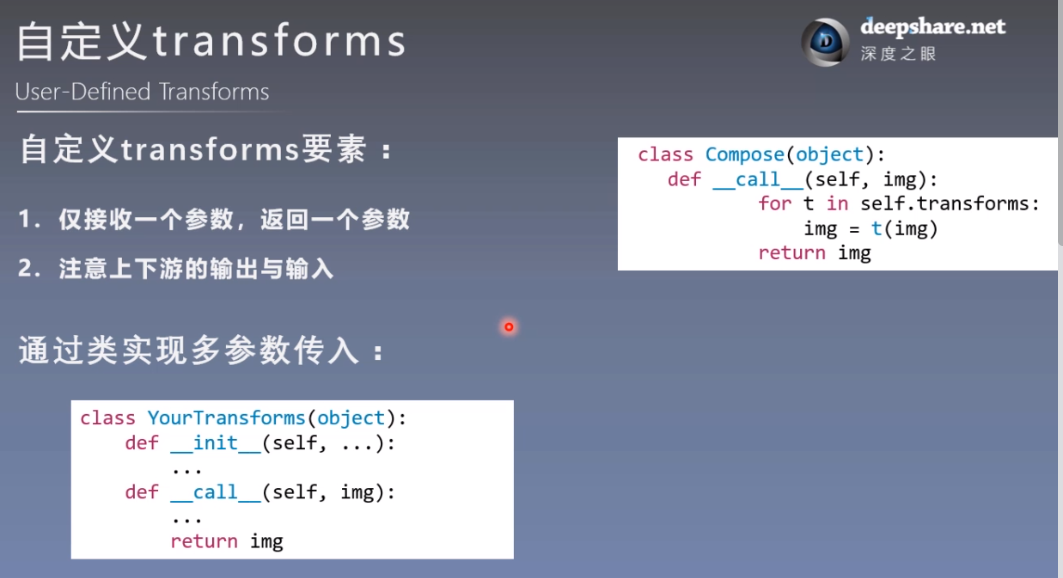 自定义transforms
deepshare.net
深度之眼
User-Defined Transforms
自定义transforms要素：
1. 仅接收一个参数，返回一个参数
2. 注意上下游的输出与输入
class Compose(object):
def __call__(self, img):
for t in self.transforms:
img = t(img)
return img
通过类实现多参数传入：
class YourTransforms(object):
def __init__(self, ...):
...
def __call__(self, img):
...
return img